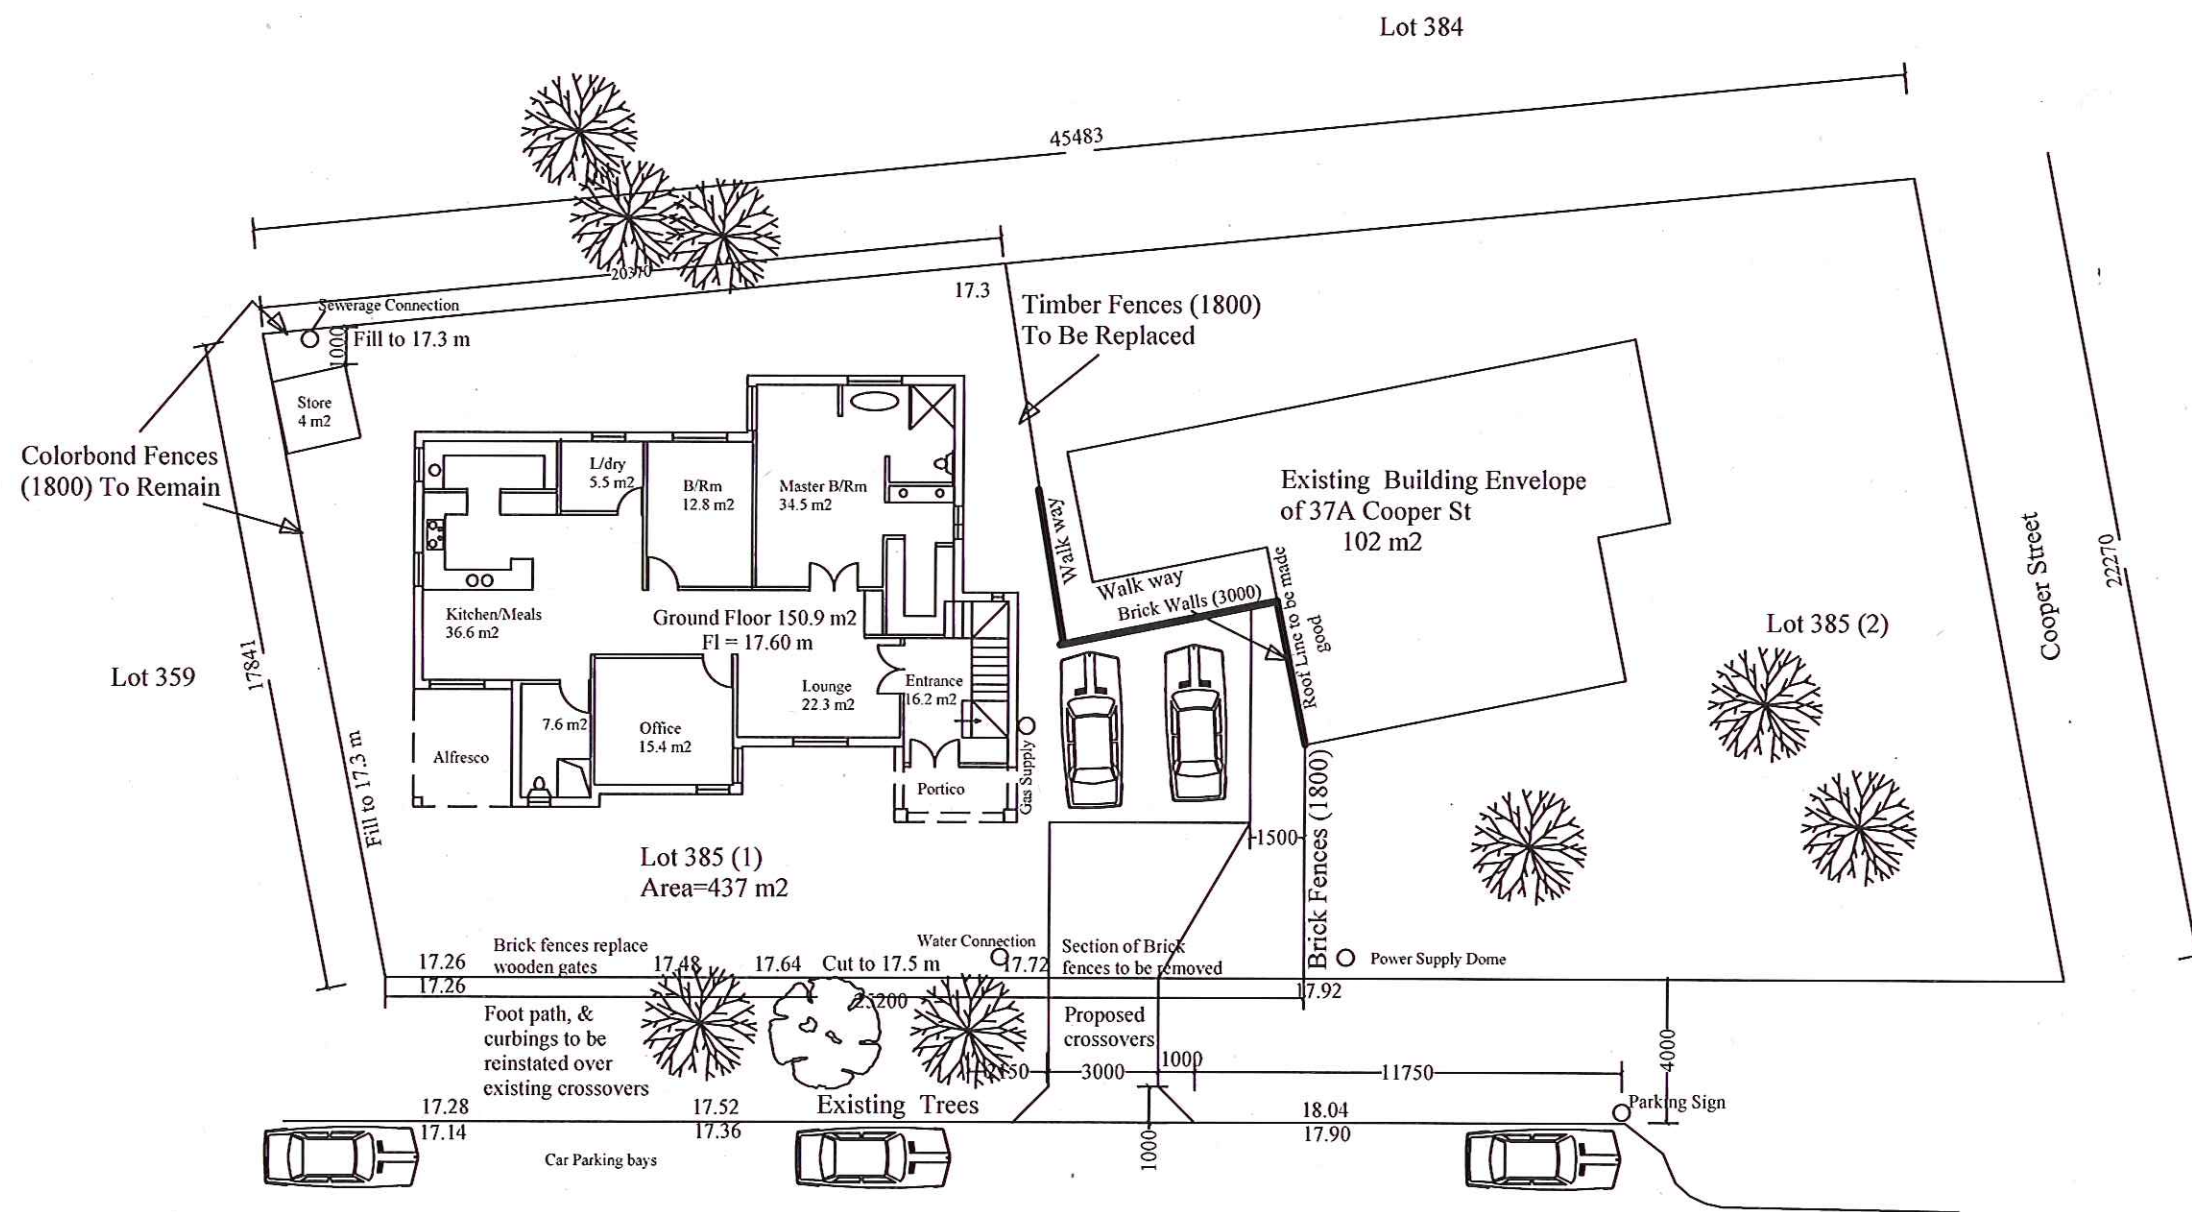 Lot 384
45483
20370
Sewerage Connection
17.3
Fill to 17.3 m
1000
Timber Fences (1800)
To Be Replaced
Store
4 m2
Colorbond Fences
(1800) To Remain
L/dry
5.5 m2
B/Rm
12.8 m2
Master B/Rm
34.5 m2
Existing Building Envelope
of 37A Cooper St
102 m2
Walk way
Walk way
Brick Walls (3000)
Roof Line to be made
good
Cooper Street
22270
Lot 385 (2)
Kitchen/Meals
36.6 m2
Ground Floor 150.9 m2
Fl = 17.60 m
Lot 359
17841
Lounge
22.3 m2
Entrance
16.2 m2
7.6 m2
Office
15.4 m2
Alfresco
Portico
Gas Supply
Fill to 17.3 m
1500
Brick Fences (1800)
Lot 385 (1)
Area=437 m2
Brick fences replace
wooden gates
Water Connection
Section of Brick
fences to be removed
Power Supply Dome
17.26
17.48
17.64
Cut to 17.5 m
17.72
17.26
25200
17.92
Foot path, &
curbings to be
reinstated over
existing crossovers
Proposed
crossovers
3000
1000
11750
4000
17.28
17.52
Existing Trees
18.04
Parking Sign
17.14
17.36
17.90
1000
Car Parking bays